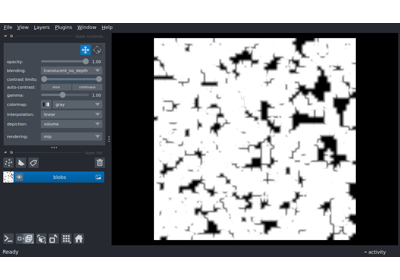 File View Layers Plugins Window Help
opacity: 1.00
blending: translucent_no_depth
contrast limits:
auto-contrast: once continuous
gamma: 1.00
colormap: gray
interpolation: linear
depiction: volume
rendering: mip
blobs
Ready activity